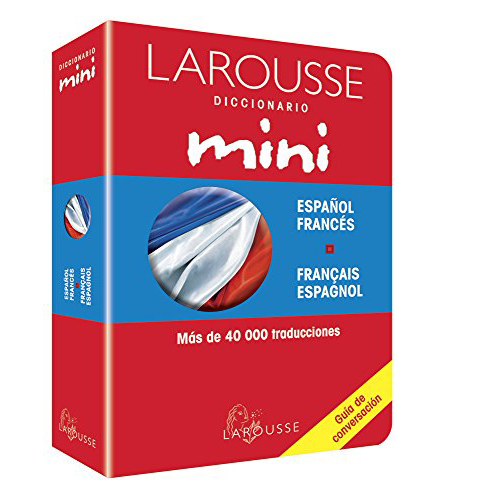 DICCIONARIO
mini
ESPAÑOL
FRANCÉS
FRANÇAIS
ESPAGNOL
LAROUSSE
LAROUSSE
DICCIONARIO
mini
ESPAÑOL
FRANCÉS
FRANÇAIS
ESPAGNOL
Más de 40 000 traducciones
Guía de
conversación
LAROUSSE